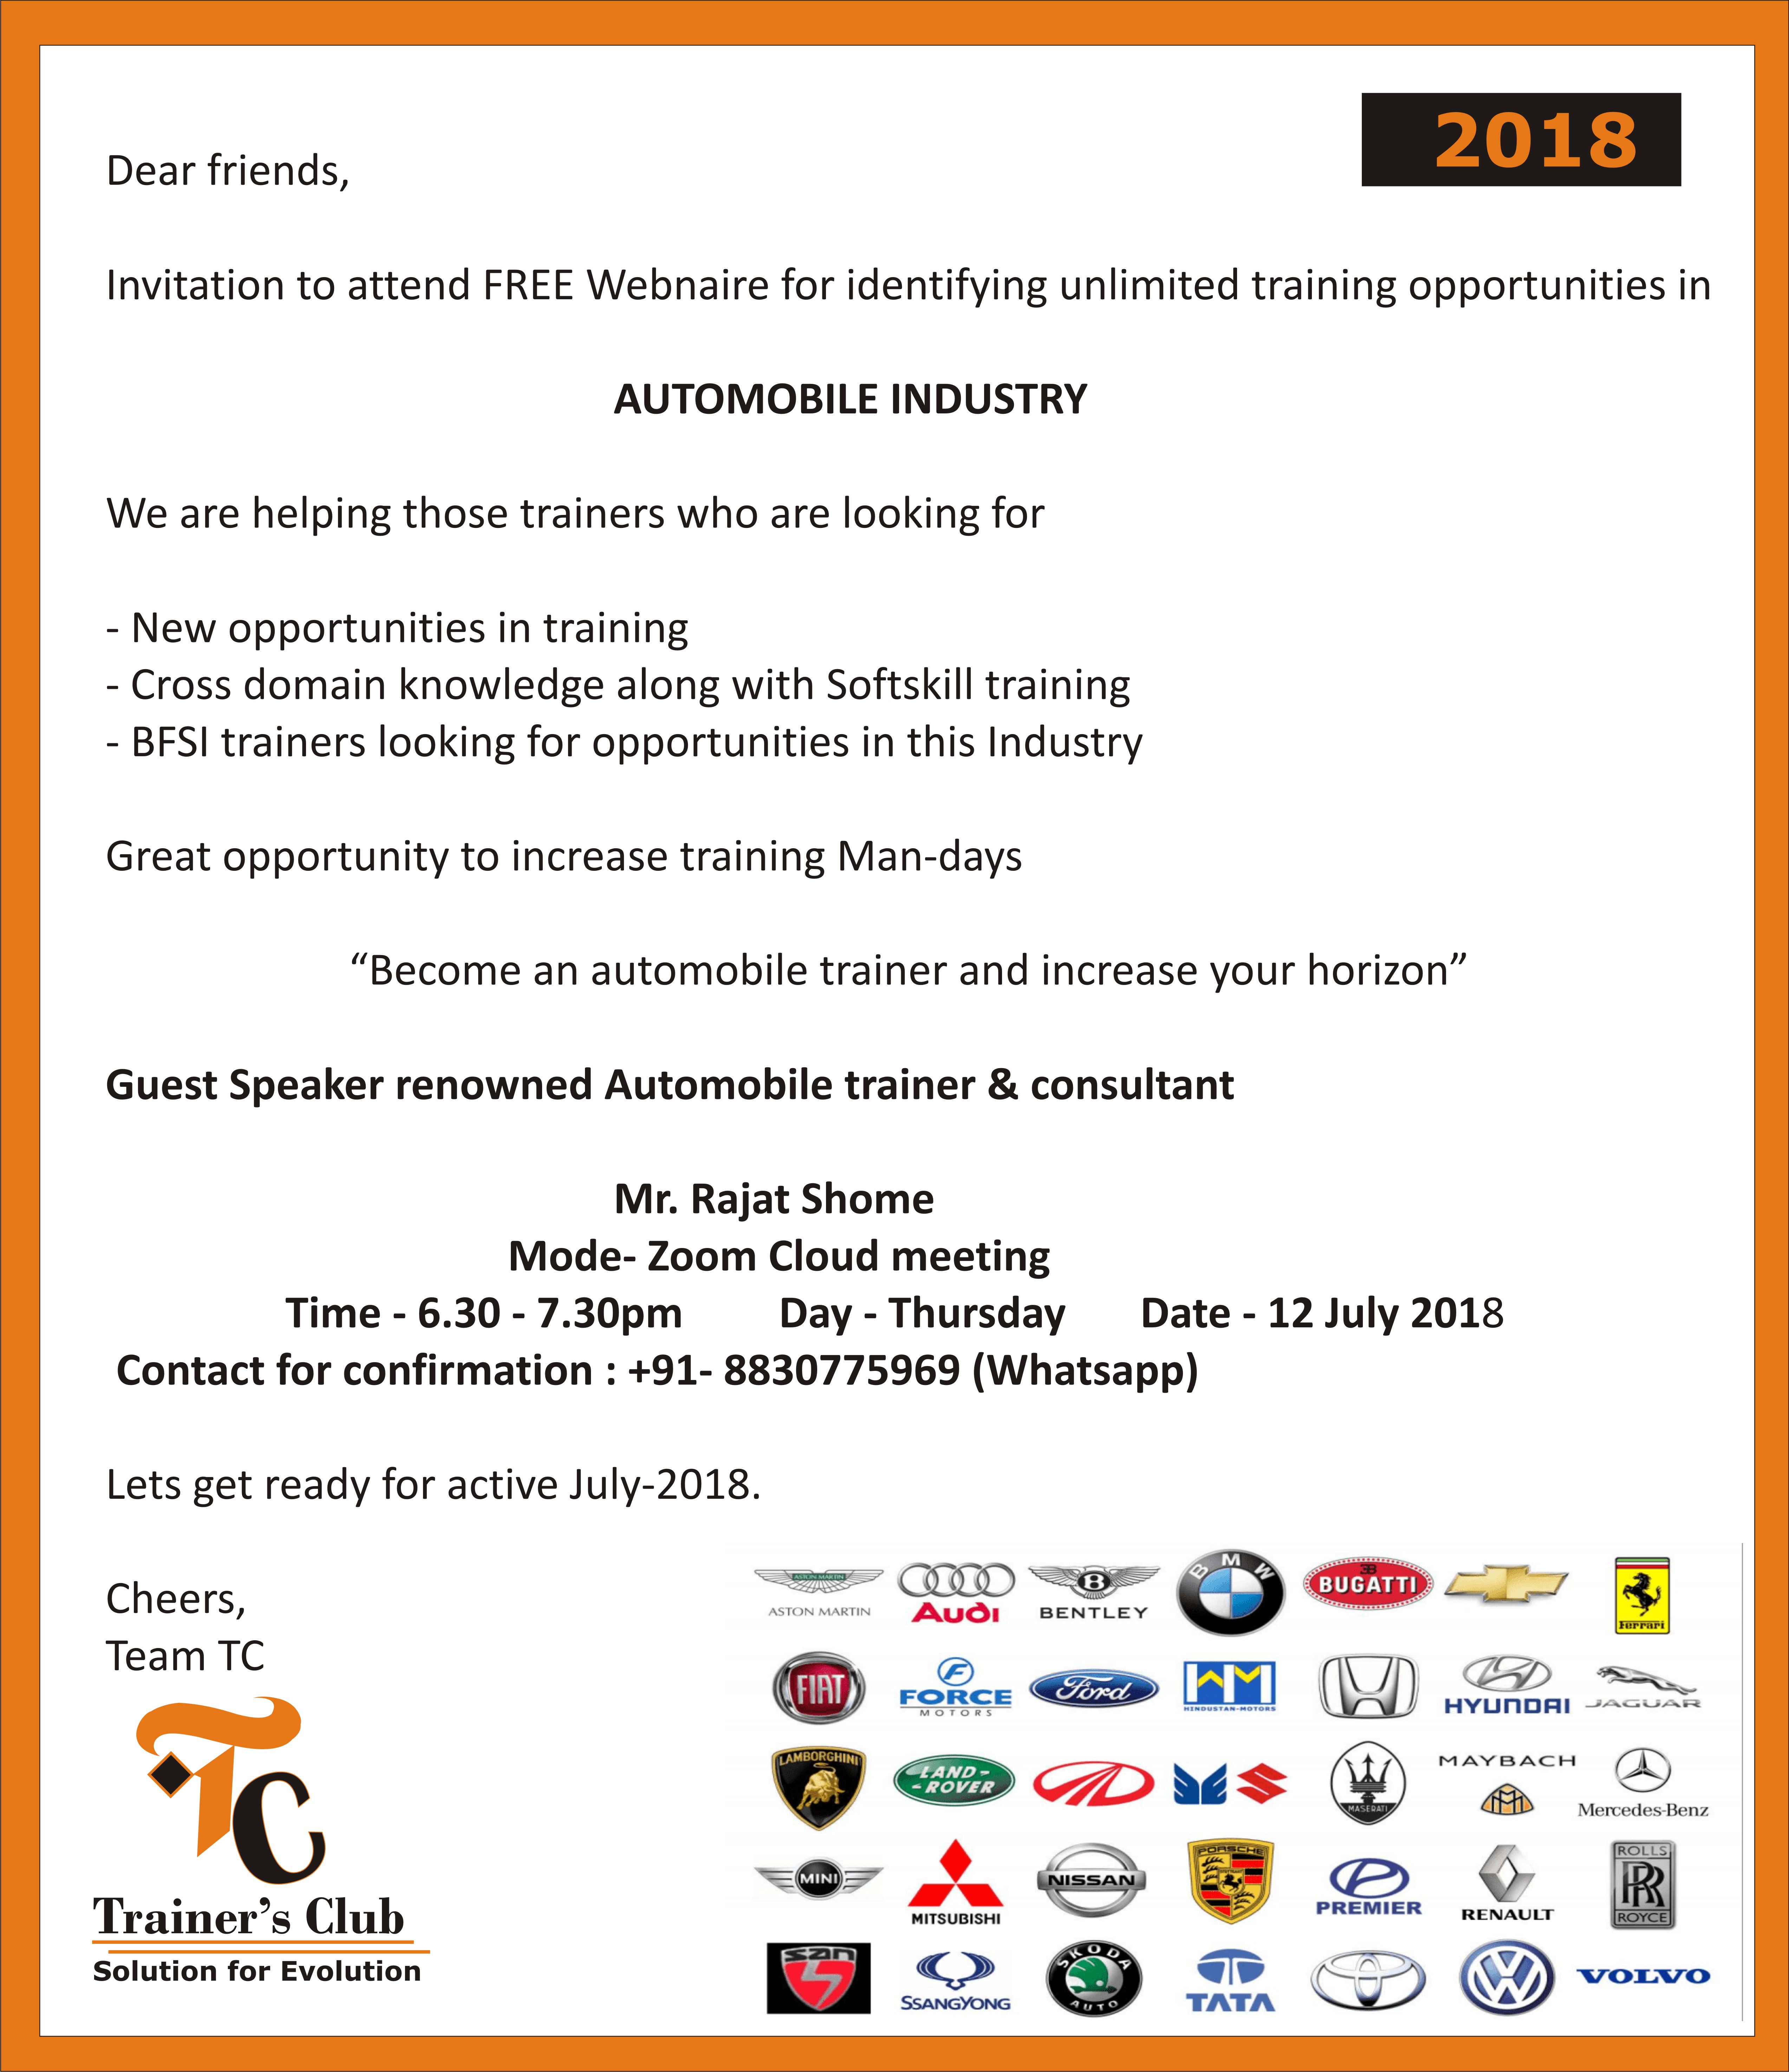 2018
Dear friends,
Invitation to attend FREE Webnaire for identifying unlimited training opportunities in
AUTOMOBILE INDUSTRY
We are helping those trainers who are looking for
- New opportunities in training
- Cross domain knowledge along with Softskill training
- BFSI trainers looking for opportunities in this Industry
Great opportunity to increase training Man-days
“Become an automobile trainer and increase your horizon”
Guest Speaker renowned Automobile trainer & consultant
Mr. Rajat Shome
Mode- Zoom Cloud meeting
Time - 6.30 - 7.30pm Day - Thursday Date - 12 July 2018
Contact for confirmation : +91- 8830775969 (Whatsapp)
Lets get ready for active July-2018.
Cheers,
Team TC
TC
Trainer’s Club
Solution for Evolution
ASTON MARTIN ASTON MARTIN Audi B BENTLEY BMW EB BUGATTI Ferrari
FIAT F FORCE MOTORS Ford HM HINDUSTAN-MOTORS HYUNDAI JAGUAR
LAMBORGHINI LAND-ROVER MASERATI MAYBACH MM Mercedes-Benz
MINI MITSUBISHI NISSAN PORSCHE PREMIER RENAULT ROLLS RR ROYCE
san SSANGYONG SKODA AUTO TATA VW VOLVO